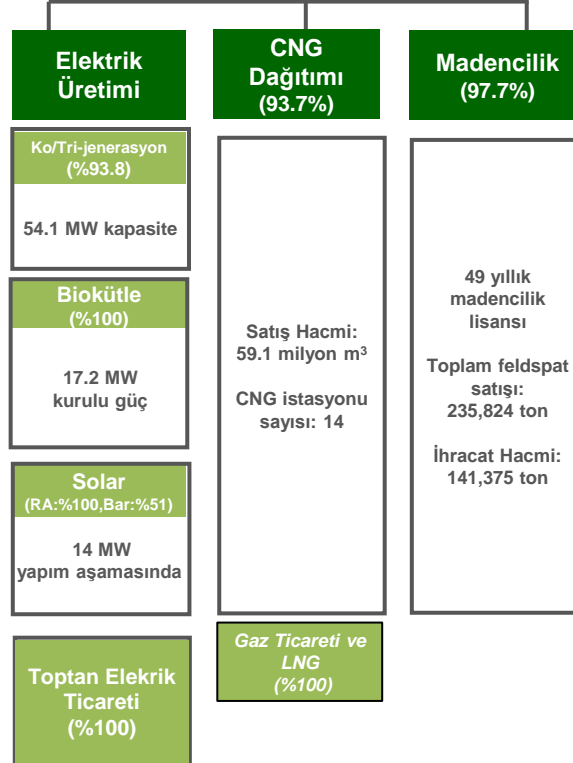 Elektrik
Üretimi
Ko/Tri-jenerasyon
(%93.8)
54.1 MW kapasite
Biokütle
(%100)
17.2 MW
kurulu güç
Solar
(RA:%100,Bar:%51)
14 MW
yapım aşamasında
Toptan Elekrik
Ticareti
(%100)
CNG
Dağıtımı
(93.7%)
Satış Hacmi:
59.1 milyon m³
CNG istasyonu
sayısı: 14
Gaz Ticareti ve
LNG
(%100)
Madencilik
(97.7%)
49 yıllık
madencilik
lisansı
Toplam feldspat
satışı:
235,824 ton
İhracat Hacmi:
141,375 ton